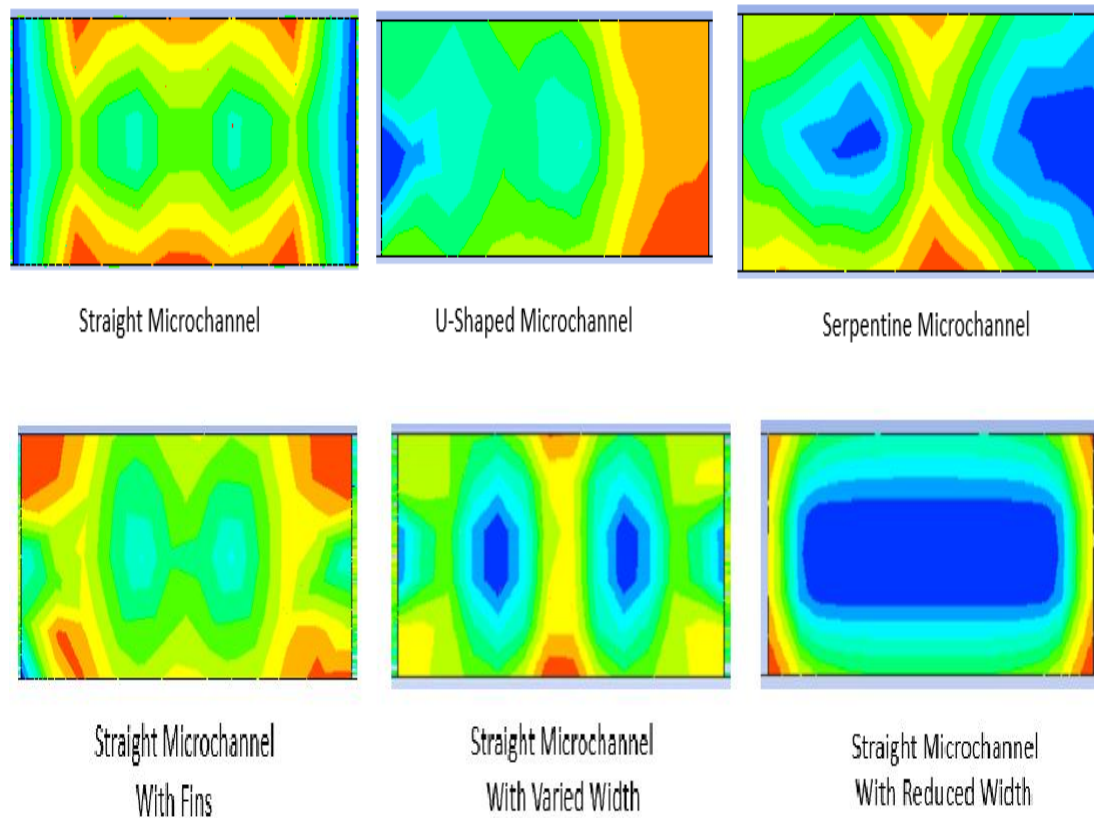 Straight Microchannel
U-Shaped Microchannel
Serpentine Microchannel
Straight Microchannel
With Fins
Straight Microchannel
With Varied Width
Straight Microchannel
With Reduced Width